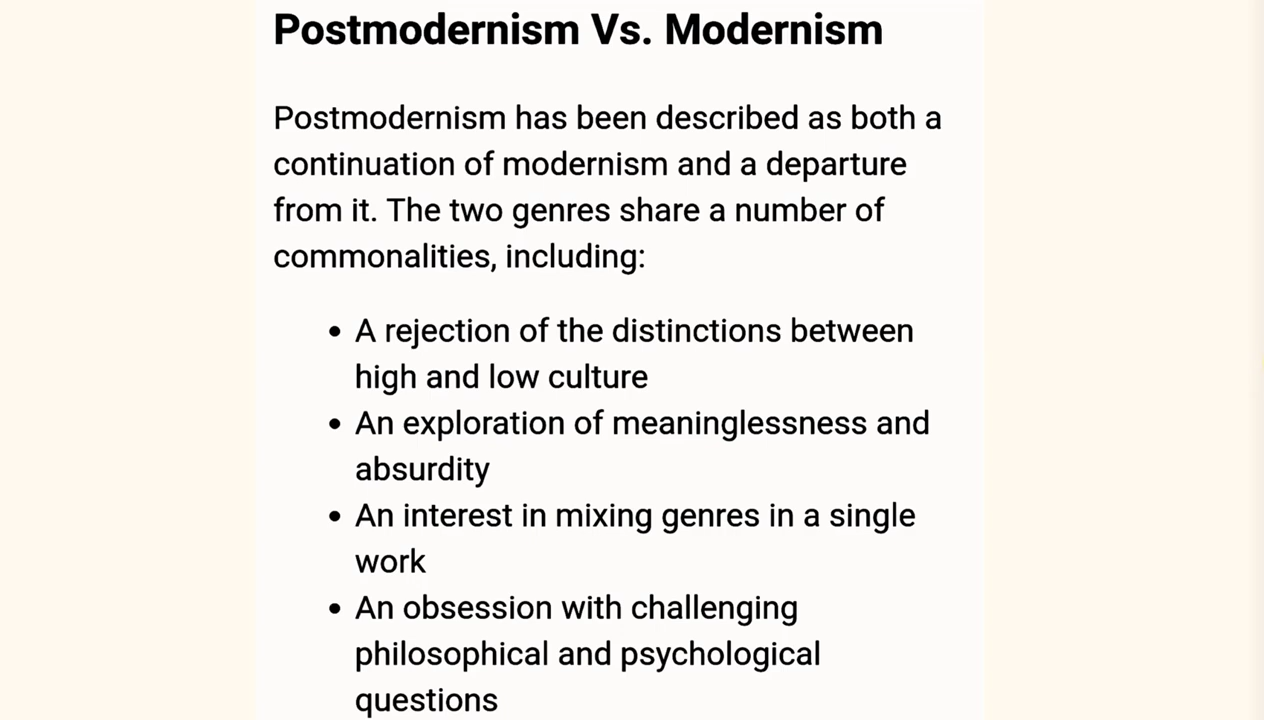 Postmodernism Vs. Modernism
Postmodernism has been described as both a
continuation of modernism and a departure
from it. The two genres share a number of
commonalities, including:
• A rejection of the distinctions between
high and low culture
• An exploration of meaninglessness and
absurdity
• An interest in mixing genres in a single
work
• An obsession with challenging
philosophical and psychological
questions